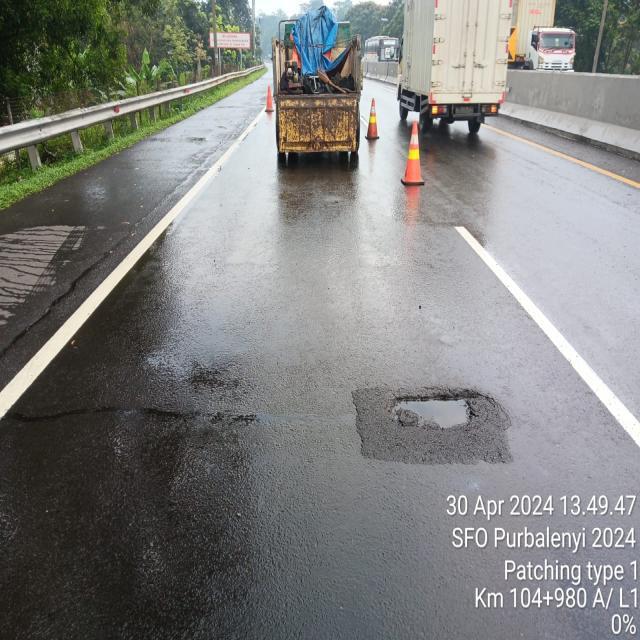 30 Apr 2024 13.49.47
SFO Purbalenyi 2024
Patching type 1
Km 104+980 A/ L1
0%